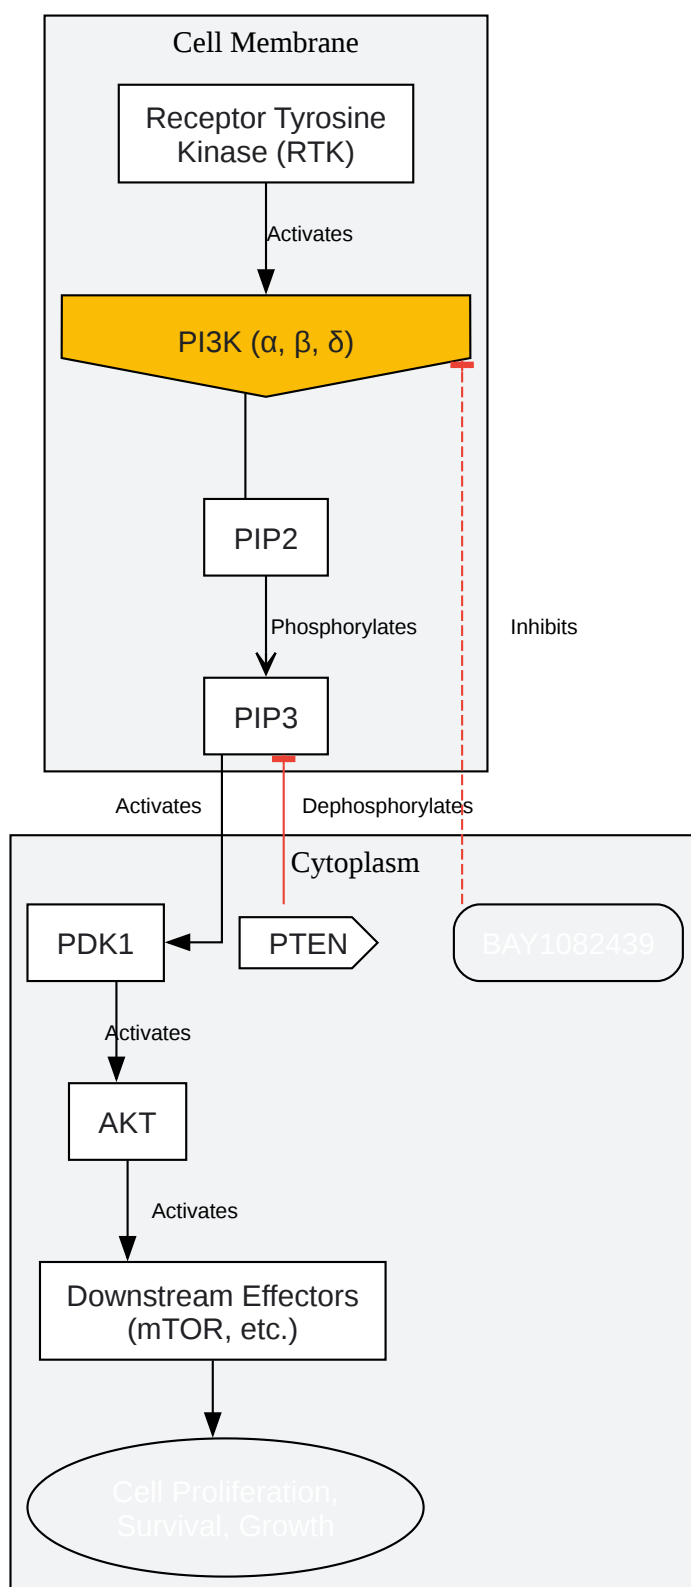 Cell Membrane
Receptor Tyrosine
Kinase (RTK)
Activates
PI3K (α, β, δ)
PIP2
Phosphorylates
Inhibits
PIP3
Activates
Dephosphorylates
Cytoplasm
PDK1
PTEN
BAY1082439
Activates
AKT
Activates
Downstream Effectors
(mTOR, etc.)
Cell Proliferation,
Survival, Growth